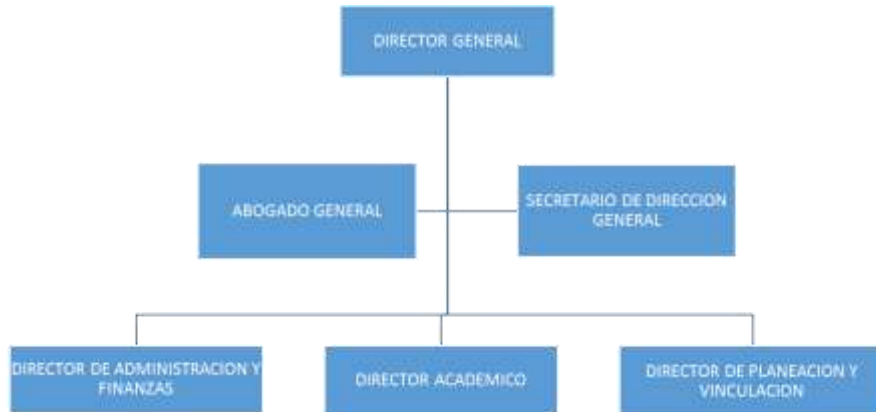 DIRECTOR GENERAL
ABOGADO GENERAL
SECRETARIO DE DIRECCION
GENERAL
DIRECTOR DE ADMINISTRACION Y
FINANZAS
DIRECTOR ACADEMICO
DIRECTOR DE PLANEACION Y
VINCULACION